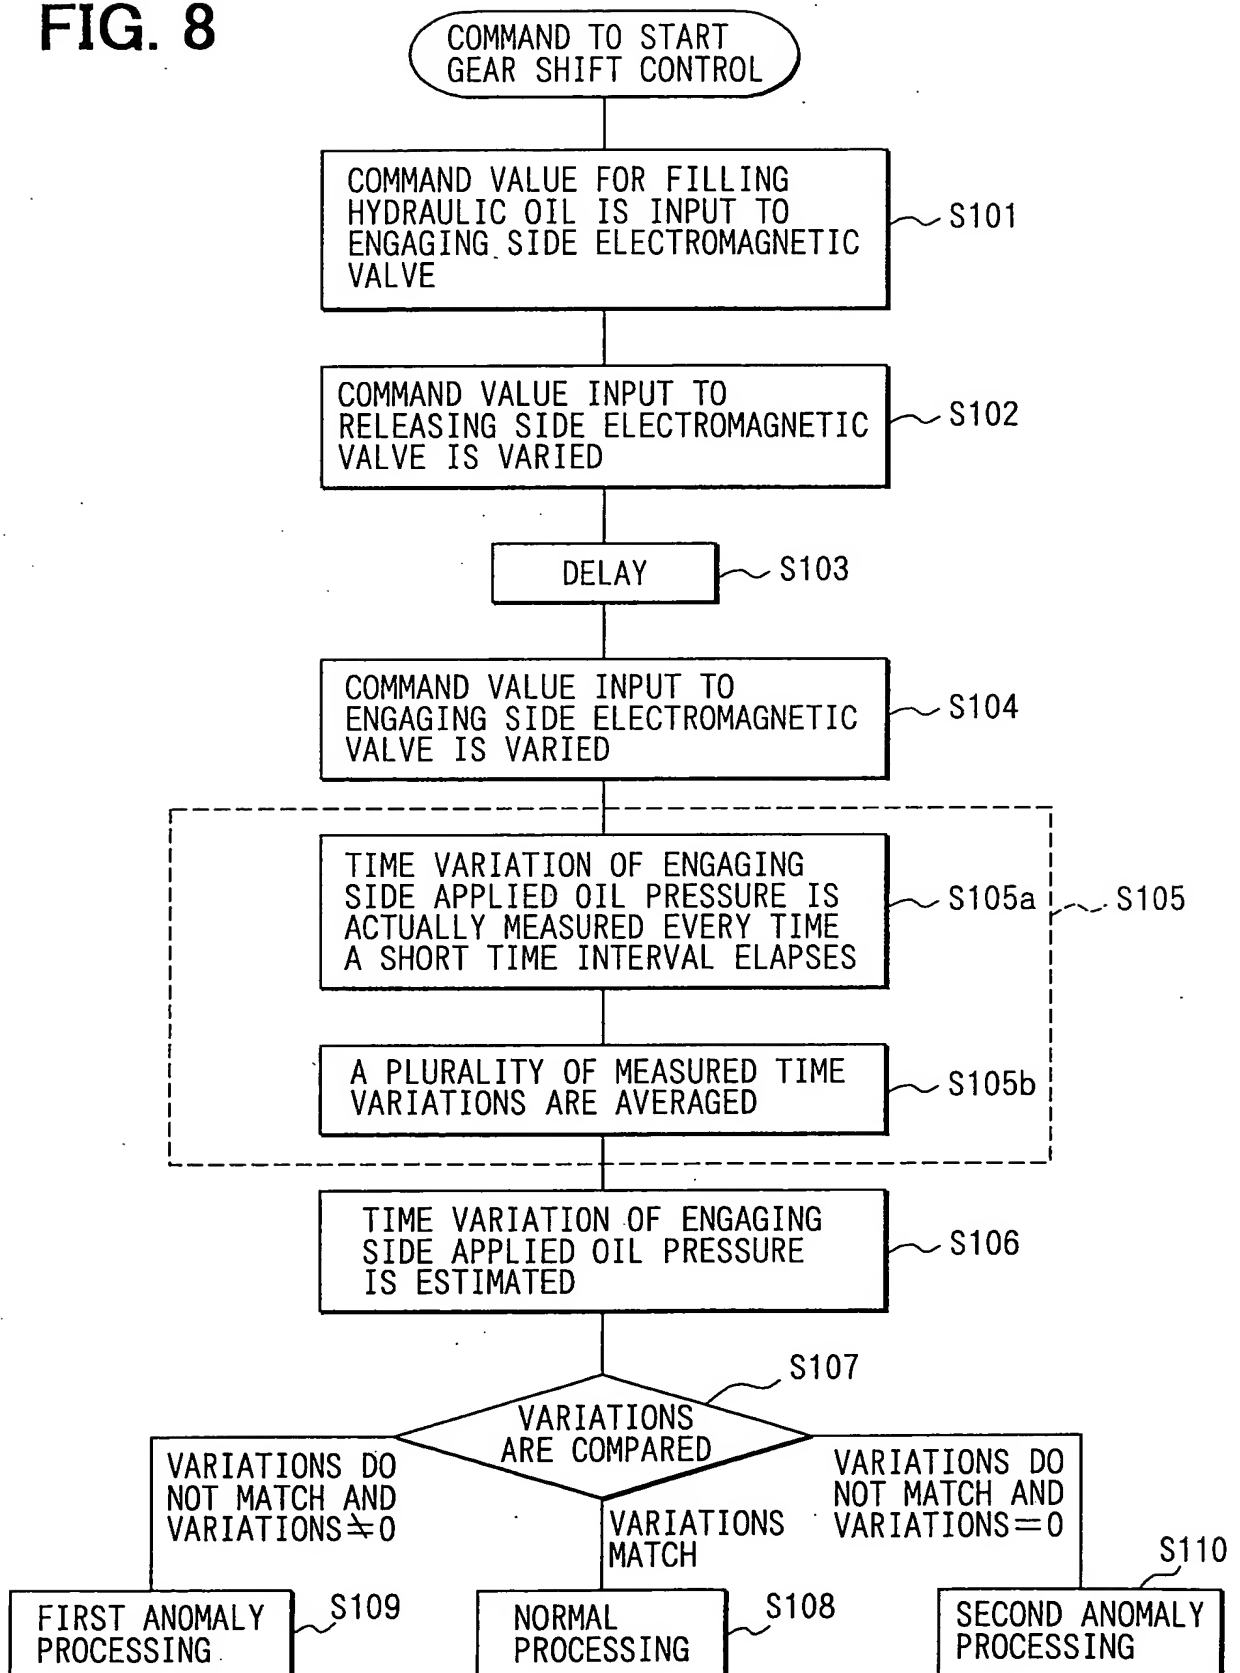 FIG. 8
COMMAND TO START
GEAR SHIFT CONTROL
COMMAND VALUE FOR FILLING
HYDRAULIC OIL IS INPUT TO
ENGAGING SIDE ELECTROMAGNETIC
VALVE
S101
COMMAND VALUE INPUT TO
RELEASING SIDE ELECTROMAGNETIC
VALVE IS VARIED
S102
DELAY
S103
COMMAND VALUE INPUT TO
ENGAGING SIDE ELECTROMAGNETIC
VALVE IS VARIED
S104
TIME VARIATION OF ENGAGING
SIDE APPLIED OIL PRESSURE IS
ACTUALLY MEASURED EVERY TIME
A SHORT TIME INTERVAL ELAPSES
S105a
S105
A PLURALITY OF MEASURED TIME
VARIATIONS ARE AVERAGED
S105b
TIME VARIATION OF ENGAGING
SIDE APPLIED OIL PRESSURE
IS ESTIMATED
S106
S107
VARIATIONS
ARE COMPARED
VARIATIONS DO
NOT MATCH AND
VARIATIONS≠0
VARIATIONS
MATCH
VARIATIONS DO
NOT MATCH AND
VARIATIONS=0
FIRST ANOMALY
PROCESSING
S109
NORMAL
PROCESSING
S108
SECOND ANOMALY
PROCESSING
S110